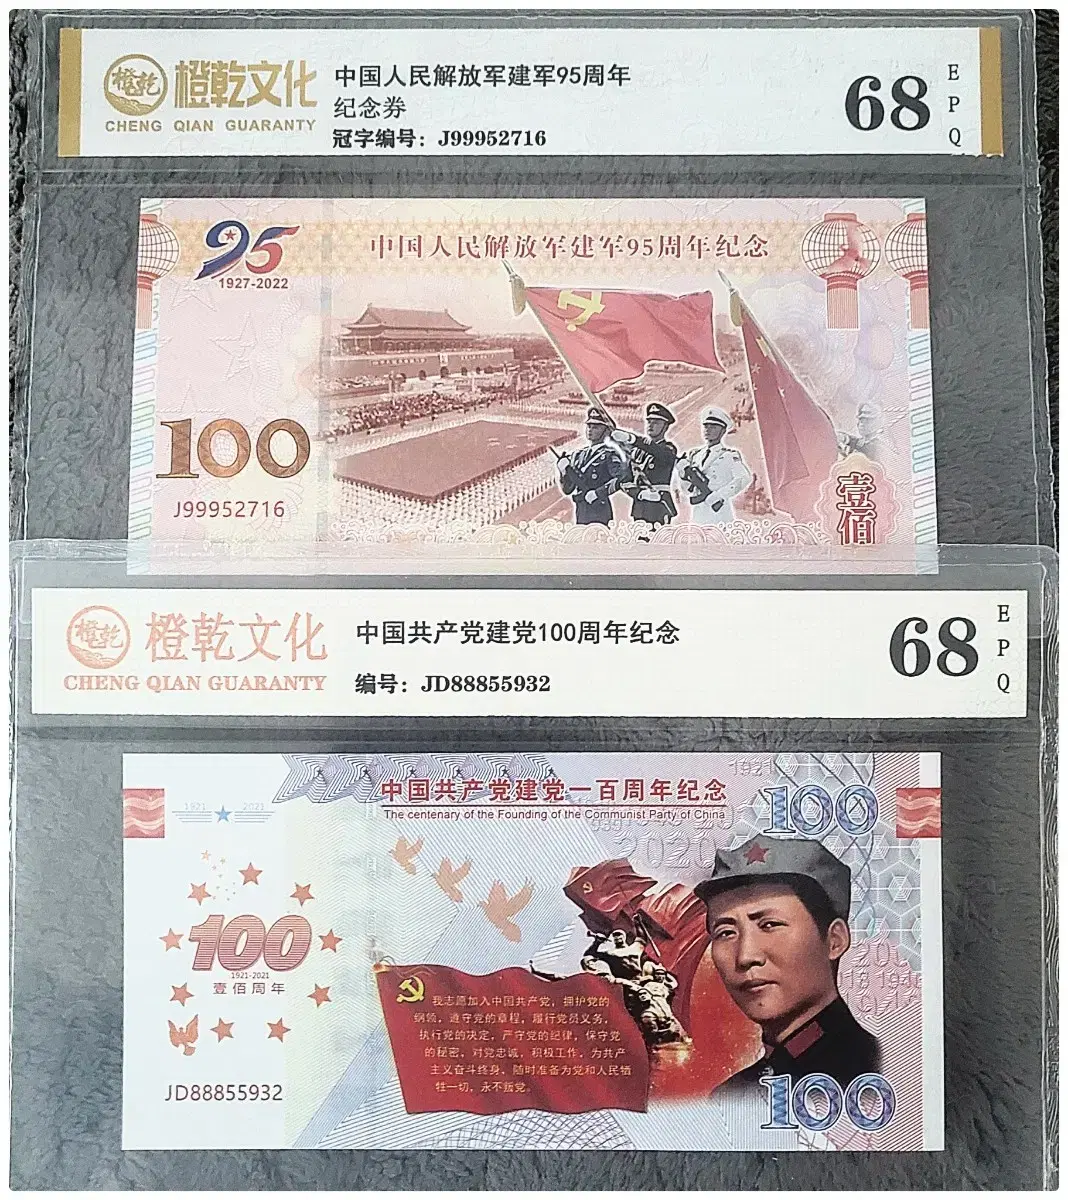 橙乾
橙乾文化
CHENG QIAN GUARANTY
中国人民解放军建军95周年
纪念券
冠字编号：J99952716
68
EPQ
95
1927-2022
中国人民解放军建军95周年纪念
100
J99952716
壹佰
橙乾
橙乾文化
CHENG QIAN GUARANTY
中国共产党建党100周年纪念
编号：JD88855932
68
EPQ
中国共产党建党一百周年纪念
The centenary of the Founding of the Communist Party of China
1921
2021
1921
100
2020
100
1921-2021
壹佰周年
我志愿加入中国共产党，拥护党的
纲领，遵守党的章程，履行党员义务，
执行党的决定，严守党的纪律，保守党
的秘密，对党忠诚，积极工作，为共产
主义奋斗终身，随时准备为党和人民牺
牲一切，永不叛党。
JD88855932
100